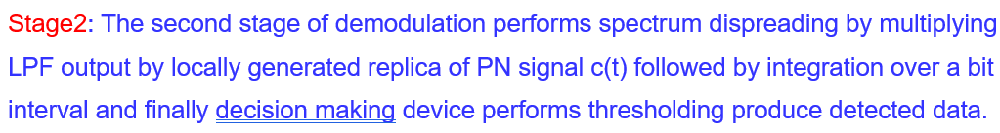 Stage2: The second stage of demodulation performs spectrum dispreading by multiplying
LPF output by locally generated replica of PN signal c(t) followed by integration over a bit
interval and finally decision making device performs thresholding produce detected data.